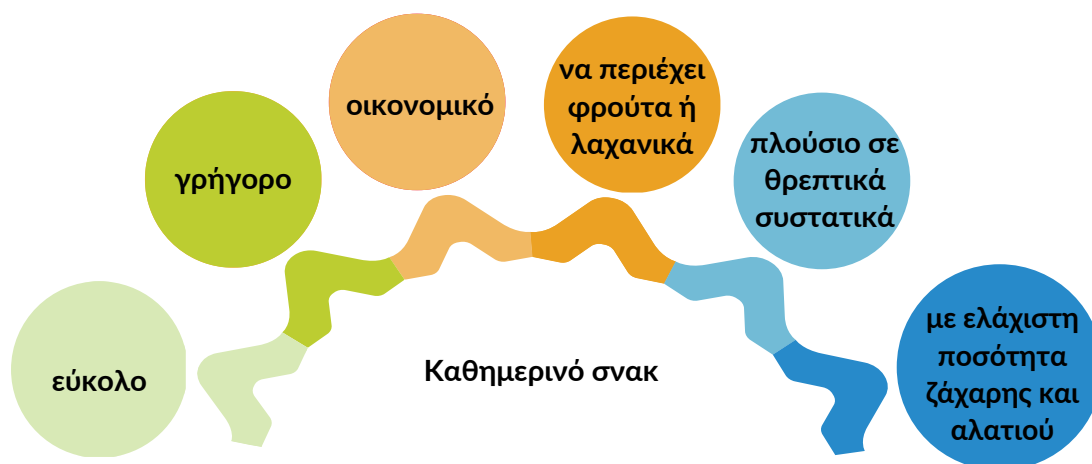 εύκολο
γρήγορο
οικονομικό
να περιέχει
φρούτα ή
λαχανικά
πλούσιο σε
θρεπτικά
συστατικά
με ελάχιστη
ποσότητα
ζάχαρης και
αλατιού
Καθημερινό σνακ